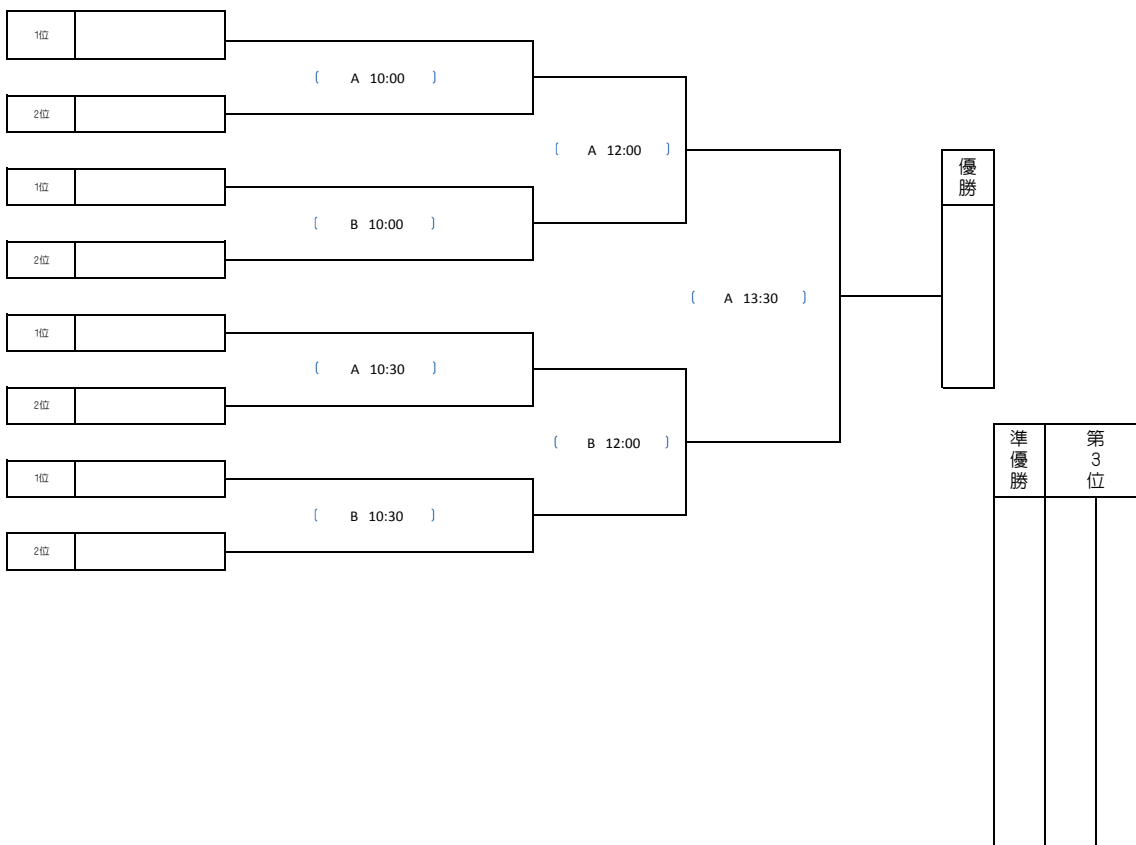 1位
〔 A 10:00 〕
2位
〔 A 12:00 〕
1位
〔 B 10:00 〕
2位
〔 A 13:30 〕
1位
〔 A 10:30 〕
2位
〔 B 12:00 〕
1位
〔 B 10:30 〕
2位
優勝
準優勝
第3位